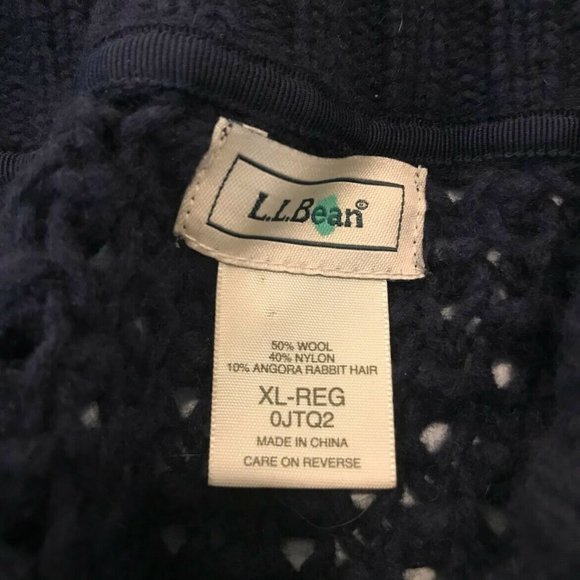 L.L.Bean®
50% WOOL
40% NYLON
10% ANGORA RABBIT HAIR
XL-REG
0JTQ2
MADE IN CHINA
CARE ON REVERSE